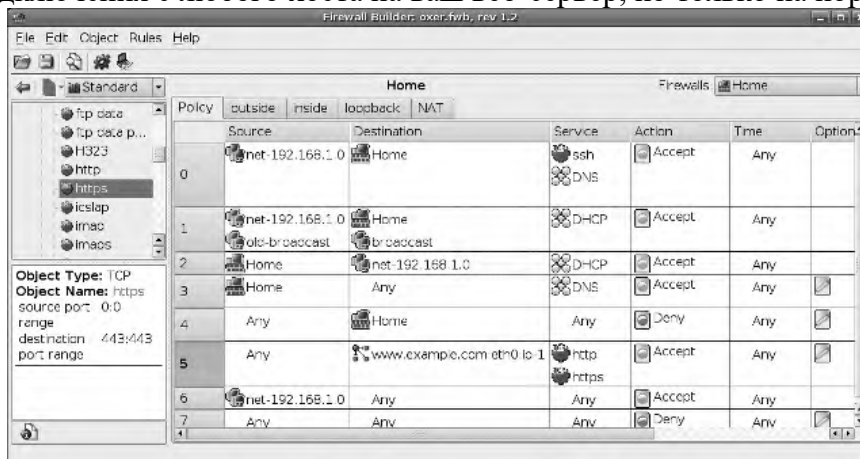 Firewall Builder: oxer.fwb, rev 1.2
File Edit Object Rules Help
Standard Home Firewalls Home
Policy outside inside loopback NAT
ftp data
ftp data p...
H323
http
https
icslap
imap
imaps
Source Destination Service Action Time Options
0 net-192.168.1.0 Home ssh Accept Any
DNS
1 net-192.168.1.0 Home DHCP Accept Any
old-broadcast broadcast
2 Home net-192.168.1.0 DHCP Accept Any
3 Home Any DNS Accept Any
4 Any Home Any Deny Any
5 Any www.example.com eth0 ip-1 http Accept Any
https
6 net-192.168.1.0 Any Any Accept Any
7 Any Any Any Deny Any
Object Type: TCP
Object Name: https
source port 0:0
range
destination 443:443
port range